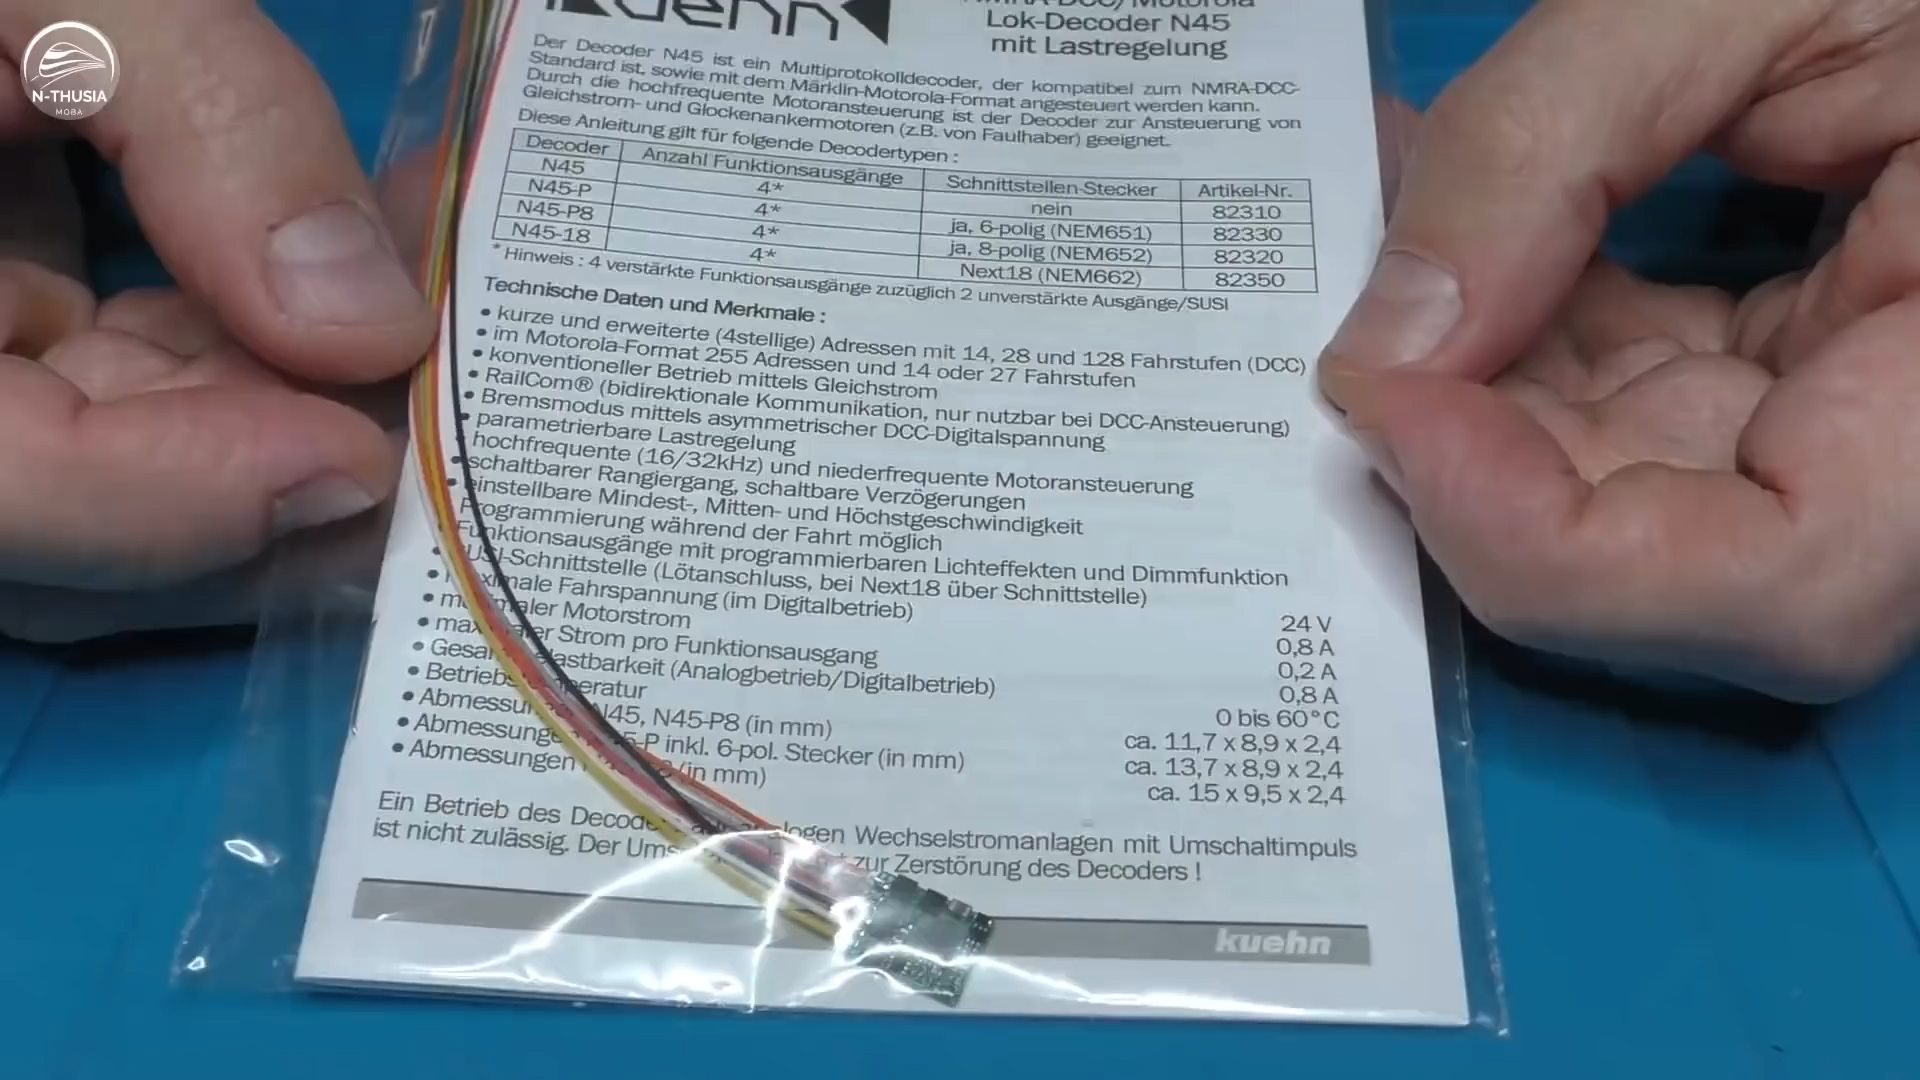 N-THUSIA
MOBA
kuehn
NMRA-DCC/Motorola
Lok-Decoder N45
mit Lastregelung
Der Decoder N45 ist ein Multiprotokolldecoder, der kompatibel zum NMRA-DCC-
Standard ist, sowie mit dem Märklin-Motorola-Format angesteuert werden kann.
Durch die hochfrequente Motoransteuerung ist der Decoder zur Ansteuerung von
Gleichstrom- und Glockenankermotoren (z.B. von Faulhaber) geeignet.
Diese Anleitung gilt für folgende Decodertypen :
Decoder Anzahl Funktionsausgänge Schnittstellen-Stecker Artikel-Nr.
N45 4* nein 82310
N45-P 4* ja, 6-polig (NEM651) 82330
N45-P8 4* ja, 8-polig (NEM652) 82320
N45-18 4* Next18 (NEM662) 82350
* Hinweis : 4 verstärkte Funktionsausgänge zuzüglich 2 unverstärkte Ausgänge/SUSI
Technische Daten und Merkmale :
• kurze und erweiterte (4stellige) Adressen mit 14, 28 und 128 Fahrstufen (DCC)
• im Motorola-Format 255 Adressen und 14 oder 27 Fahrstufen
• konventioneller Betrieb mittels Gleichstrom
• RailCom® (bidirektionale Kommunikation, nur nutzbar bei DCC-Ansteuerung)
• Bremsmodus mittels asymmetrischer DCC-Digitalspannung
• parametrierbare Lastregelung
• hochfrequente (16/32kHz) und niederfrequente Motoransteuerung
• schaltbarer Rangiergang, schaltbare Verzögerungen
• einstellbare Mindest-, Mitten- und Höchstgeschwindigkeit
Programmierung während der Fahrt möglich
Funktionsausgänge mit programmierbaren Lichteffekten und Dimmfunktion
• SUSI-Schnittstelle (Lötanschluss, bei Next18 über Schnittstelle)
• maximale Fahrspannung (im Digitalbetrieb) 24 V
• maximaler Motorstrom 0,8 A
• maximaler Strom pro Funktionsausgang 0,2 A
• Gesamtbelastbarkeit (Analogbetrieb/Digitalbetrieb) 0,8 A
• Betriebstemperatur 0 bis 60°C
• Abmessungen N45, N45-P8 (in mm) ca. 11,7 x 8,9 x 2,4
• Abmessungen N45-P inkl. 6-pol. Stecker (in mm) ca. 13,7 x 8,9 x 2,4
• Abmessungen (in mm) ca. 15 x 9,5 x 2,4
Ein Betrieb des Decoders analogen Wechselstromanlagen mit Umschaltimpuls
ist nicht zulässig. Der Ums zur Zerstörung des Decoders !
kuehn